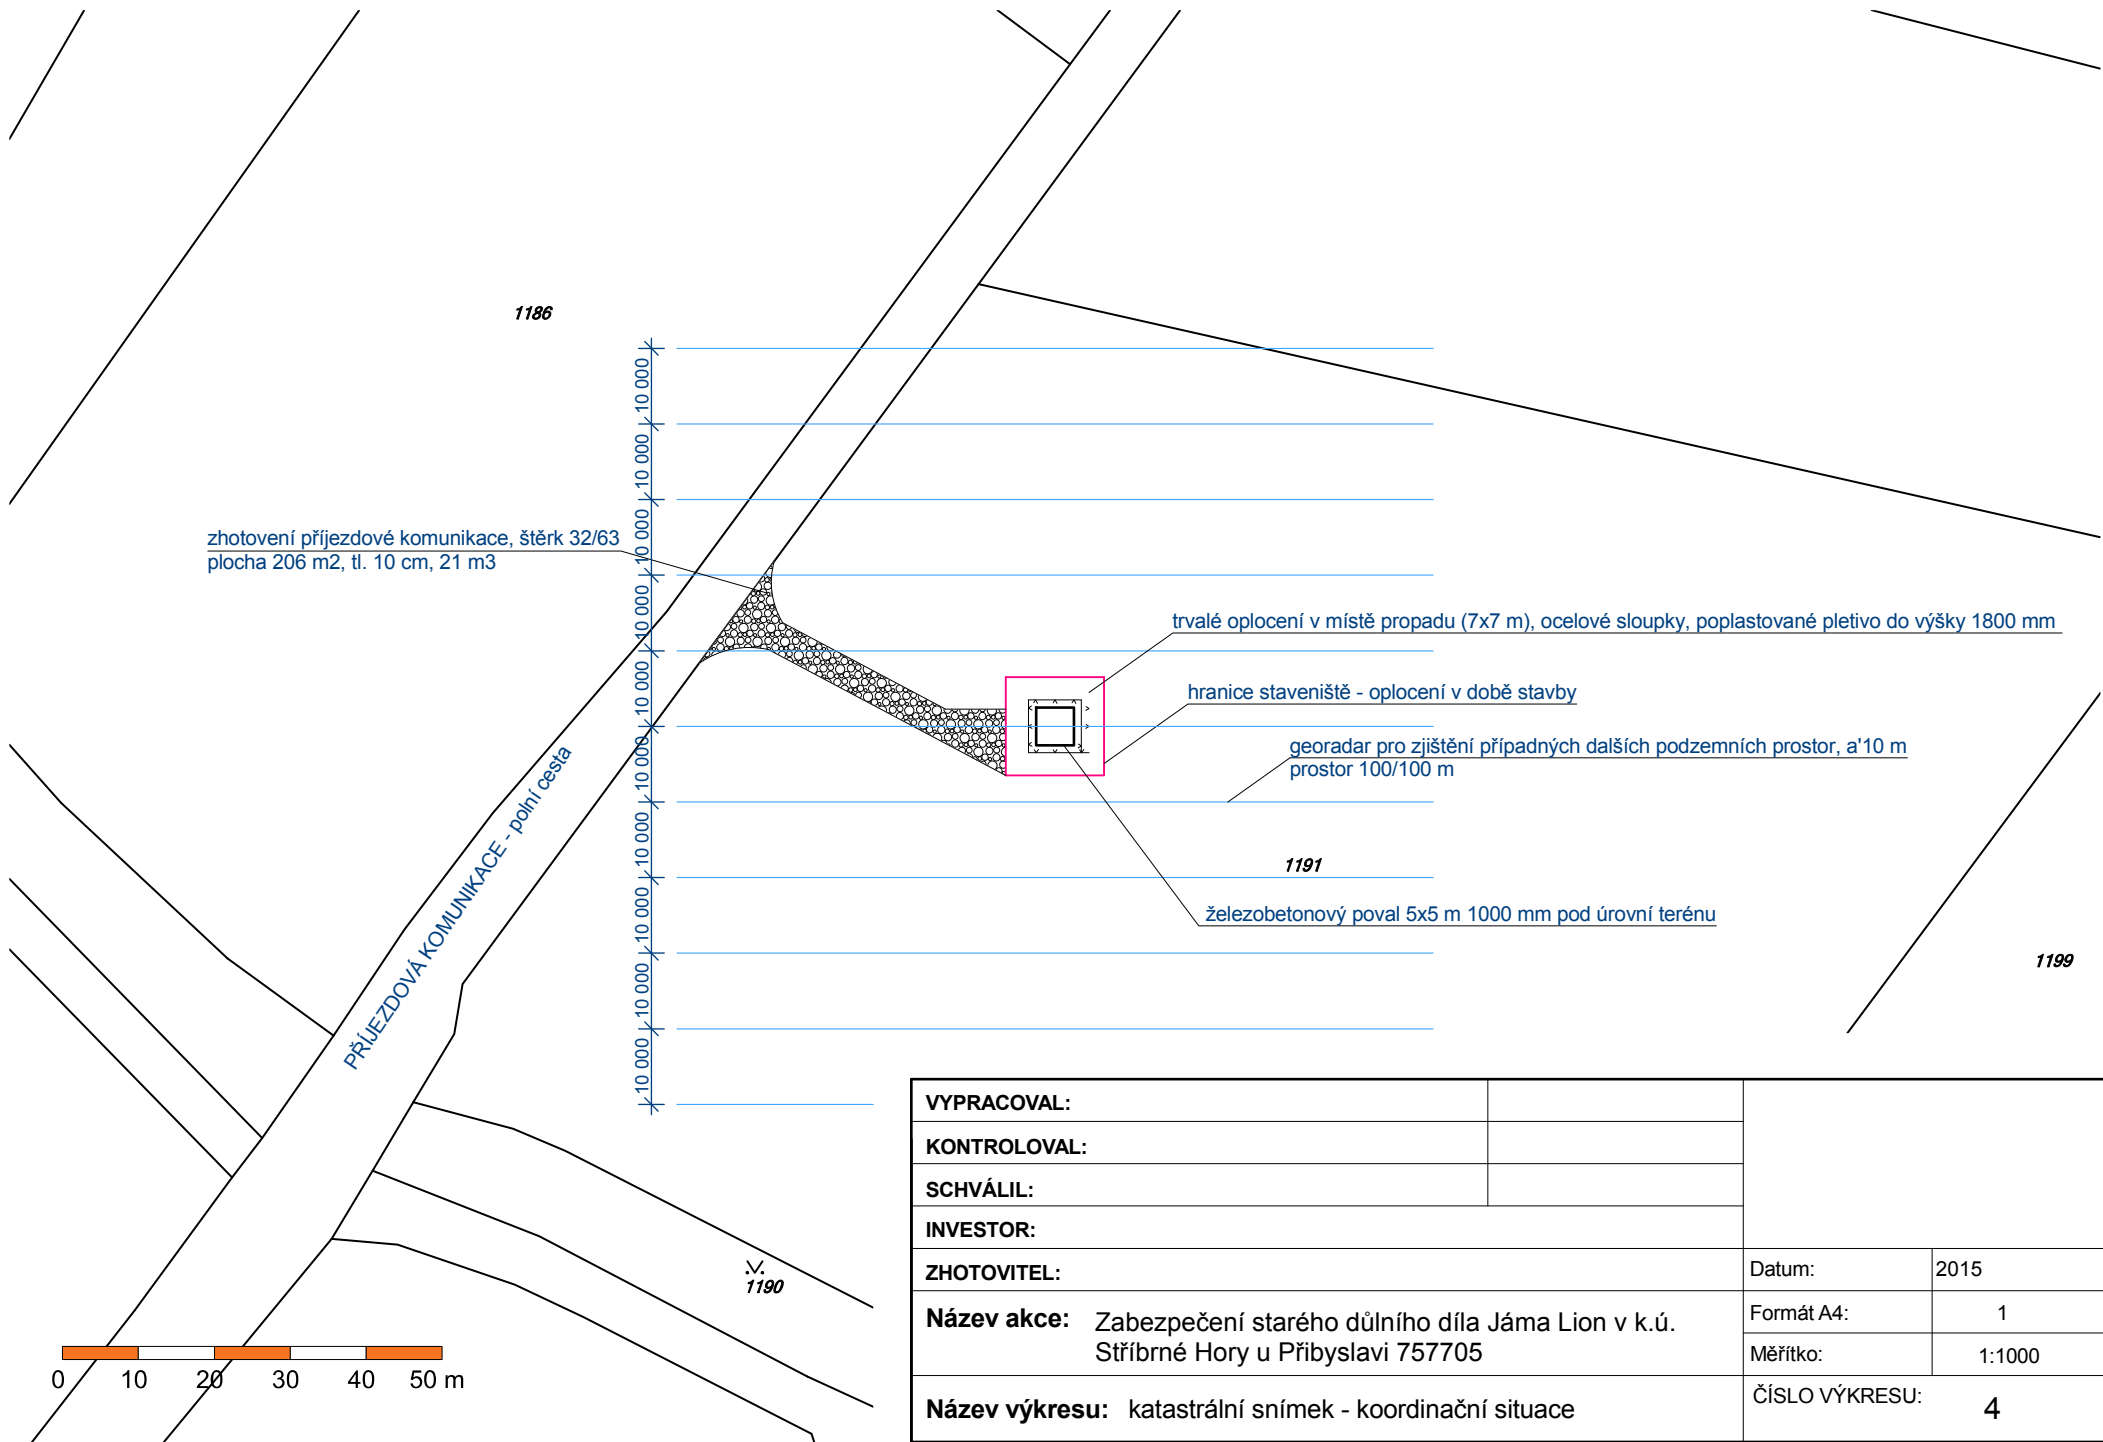 1186
10 000
10 000
10 000
10 000
10 000
10 000
10 000
10 000
10 000
10 000
zhotovení příjezdové komunikace, štěrk 32/63
plocha 206 m2, tl. 10 cm, 21 m3
trvalé oplocení v místě propadu (7x7 m), ocelové sloupky, poplastované pletivo do výšky 1800 mm
hranice staveniště - oplocení v době stavby
georadar pro zjištění případných dalších podzemních prostor, a'10 m
prostor 100/100 m
1191
železobetonový poval 5x5 m 1000 mm pod úrovní terénu
1199
PŘÍJEZDOVÁ KOMUNIKACE - polní cesta
1190
0 10 20 30 40 50 m
VYPRACOVAL:
KONTROLOVAL:
SCHVÁLIL:
INVESTOR:
ZHOTOVITEL:
Datum: 2015
Název akce: Zabezpečení starého důlního díla Jáma Lion v k.ú.
Stříbrné Hory u Přibyslavi 757705
Formát A4: 1
Měřítko: 1:1000
Název výkresu: katastrální snímek - koordinační situace
ČÍSLO VÝKRESU: 4